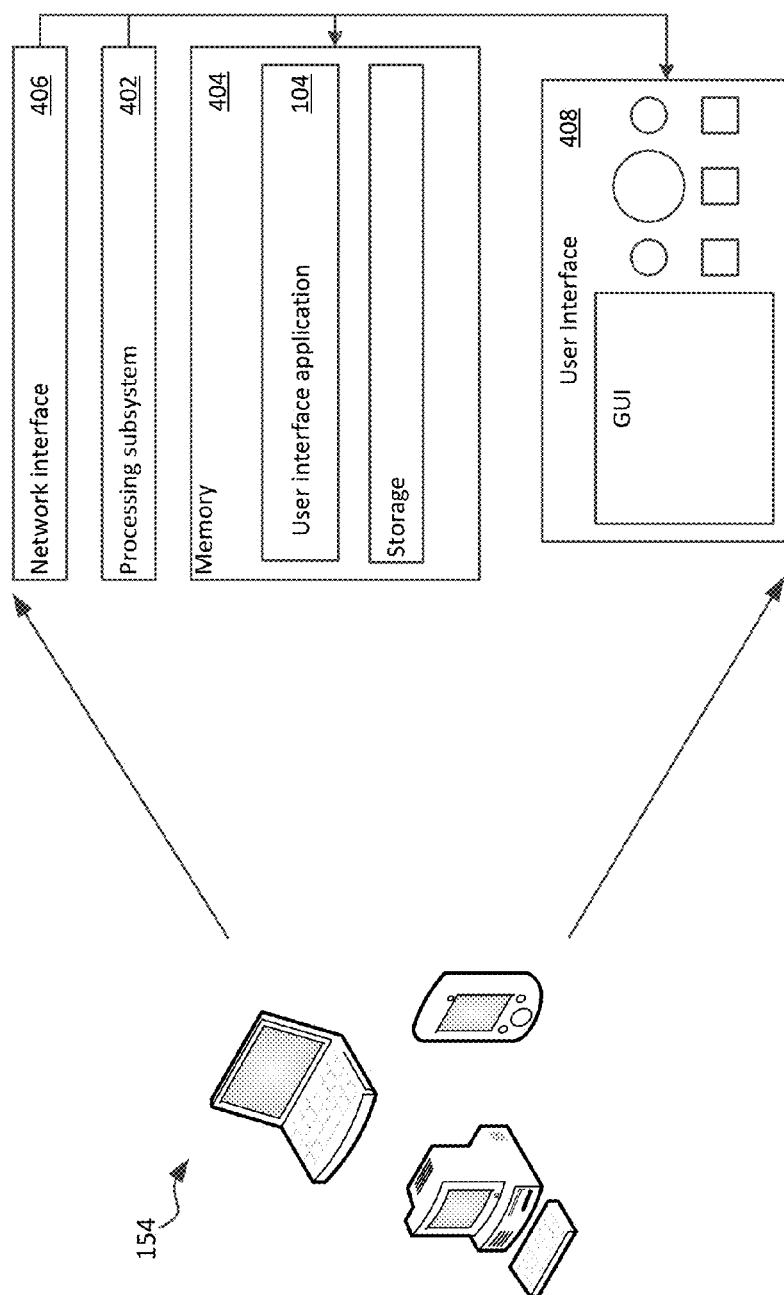 154
Network interface 406
Processing subsystem 402
Memory 404
User interface application 104
Storage
User Interface
408
GUI